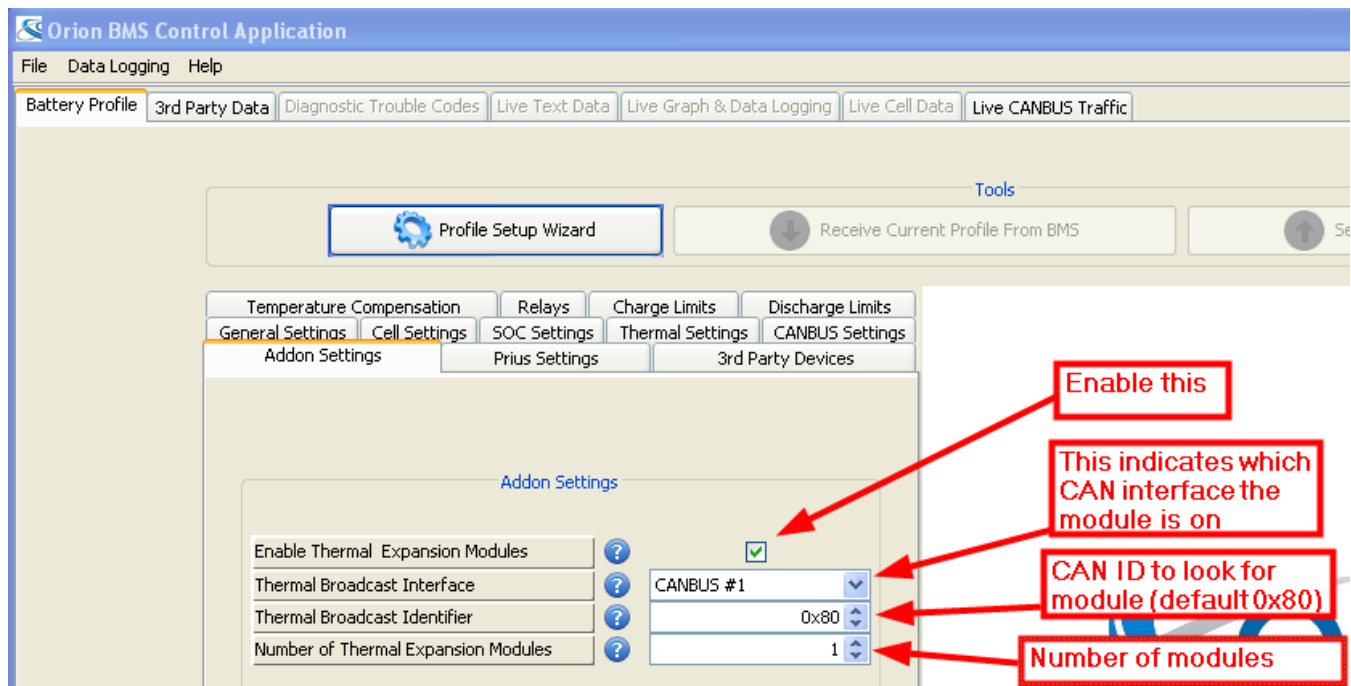 Orion BMS Control Application
File Data Logging Help
Battery Profile 3rd Party Data Diagnostic Trouble Codes Live Text Data Live Graph & Data Logging Live Cell Data Live CANBUS Traffic
Tools
Profile Setup Wizard Receive Current Profile From BMS
Temperature Compensation Relays Charge Limits Discharge Limits
General Settings Cell Settings SOC Settings Thermal Settings CANBUS Settings
Addon Settings Prius Settings 3rd Party Devices
Enable this
This indicates which
CAN interface the
module is on
Addon Settings
Enable Thermal Expansion Modules
Thermal Broadcast Interface CANBUS #1
CAN ID to look for
module (default 0x80)
Thermal Broadcast Identifier 0x80
Number of Thermal Expansion Modules 1
Number of modules